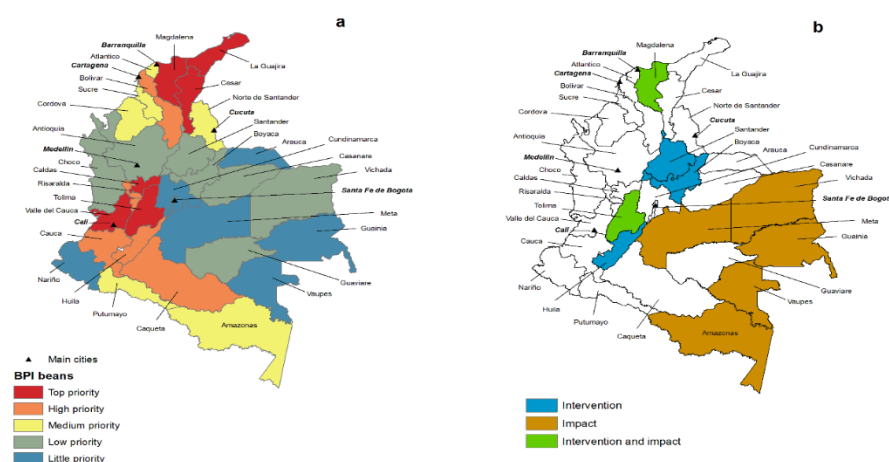 a
Barranquilla
Magdalena
Atlantico
Cartagena
Bolivar
Sucre
Cordova
Antioquia
Medellin
Choco
Caldas
Risaralda
Tolima
Valle del Cauca
Cali
Cauca
Nariño
Huila
Putumayo
Caqueta
Amazonas
La Guajira
Cesar
Norte de Santander
Cucuta
Santander
Boyaca
Arauca
Cundinamarca
Casanare
Vichada
Santa Fe de Bogota
Meta
Guainia
Guaviare
Vaupes
Main cities
BPI beans
Top priority
High priority
Medium priority
Low priority
Little priority
b
Barranquilla
Magdalena
Atlantico
Cartagena
Bolivar
Sucre
Cordova
Antioquia
Medellin
Choco
Caldas
Risaralda
Tolima
Valle del Cauca
Cali
Cauca
Nariño
Huila
Putumayo
Caqueta
Amazonas
La Guajira
Cesar
Norte de Santander
Cucuta
Santander
Boyaca
Arauca
Cundinamarca
Casanare
Vichada
Santa Fe de Bogot
Meta
Guainia
Guaviare
Vaupes
Intervention
Impact
Intervention and impact